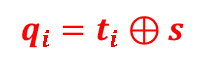 qᵢ = tᵢ ⊕ s